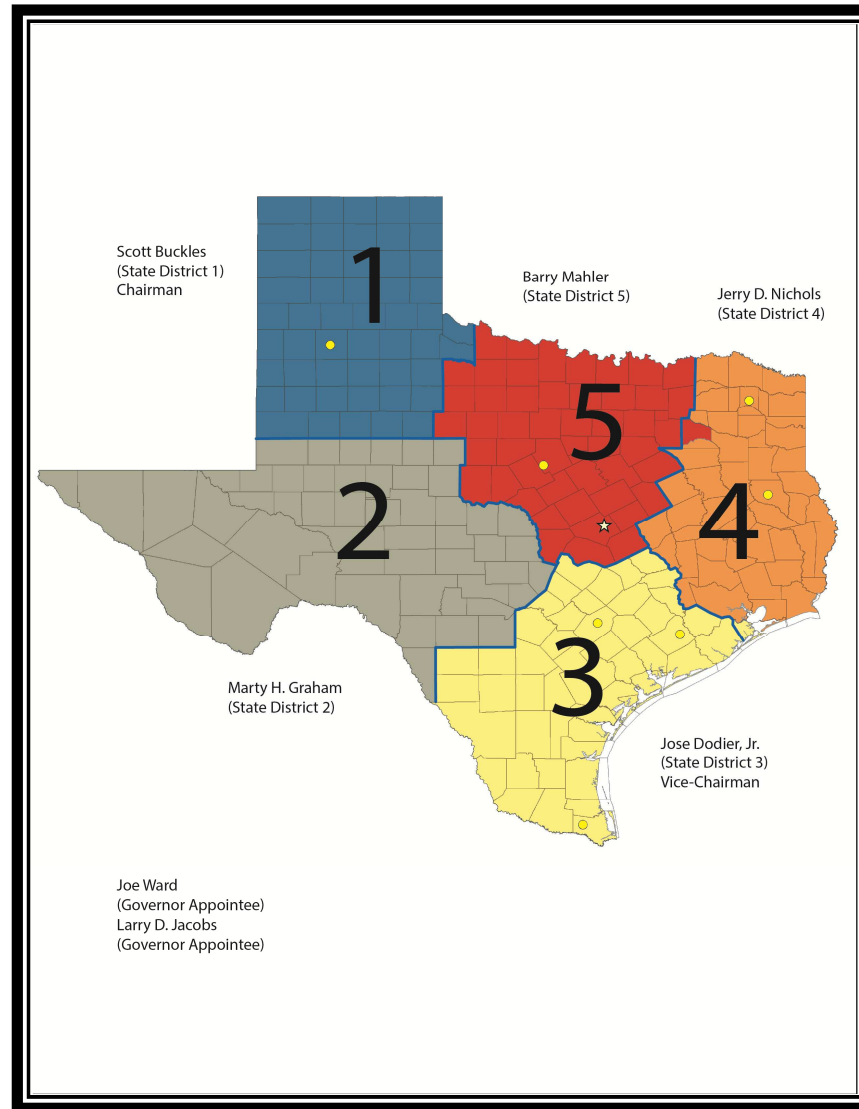 Scott Buckles
(State District 1)
Chairman
1
Barry Mahler
(State District 5)
Jerry D. Nichols
(State District 4)
5
2
4
3
Marty H. Graham
(State District 2)
Jose Dodier, Jr.
(State District 3)
Vice-Chairman
Joe Ward
(Governor Appointee)
Larry D. Jacobs
(Governor Appointee)